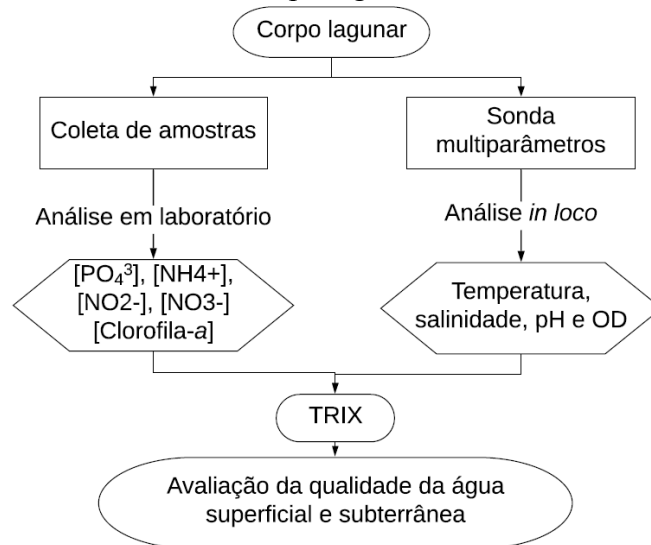 Corpo lagunar
Coleta de amostras
Sonda
multiparâmetros
Análise em laboratório
Análise in loco
[PO₄³], [NH4+],
[NO2-], [NO3-]
[Clorofila-a]
Temperatura,
salinidade, pH e OD
TRIX
Avaliação da qualidade da água
superficial e subterrânea